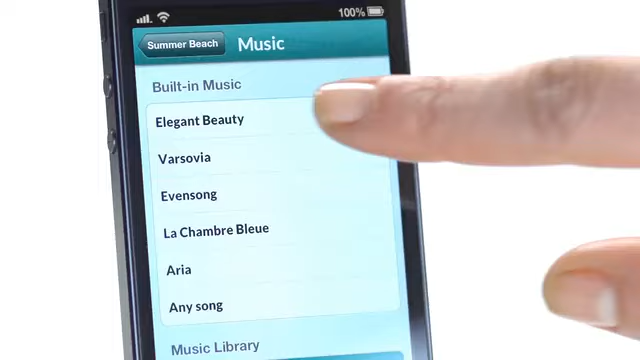 100%
Summer Beach
Music
Built-in Music
Elegant Beauty
Varsovia
Evensong
La Chambre Bleue
Aria
Any song
Music Library